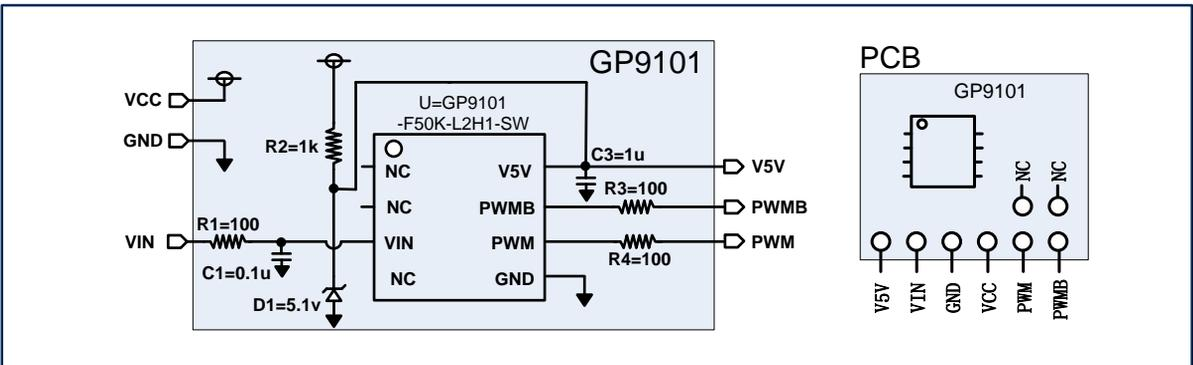 GP9101
VCC
GND
VIN
R1=100
C1=0.1u
R2=1k
D1=5.1v
U=GP9101
-F50K-L2H1-SW
NC
NC
VIN
NC
V5V
PWMB
PWM
GND
C3=1u
R3=100
R4=100
V5V
PWMB
PWM
PCB
GP9101
NC
NC
V5V
VIN
GND
VCC
PWM
PWMB